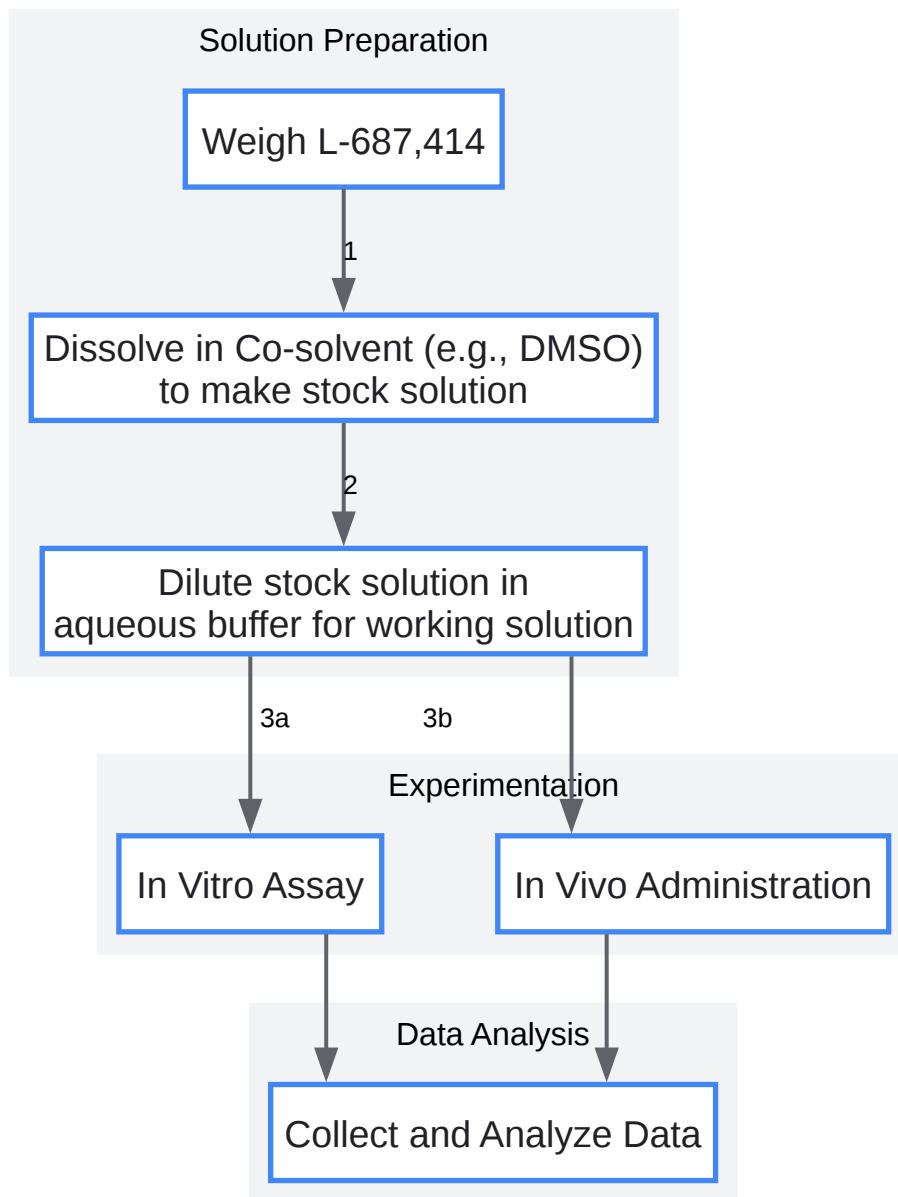 Solution Preparation
Weigh L-687,414
1
Dissolve in Co-solvent (e.g., DMSO)
to make stock solution
2
Dilute stock solution in
aqueous buffer for working solution
3a
3b
Experimentation
In Vitro Assay
In Vivo Administration
Data Analysis
Collect and Analyze Data